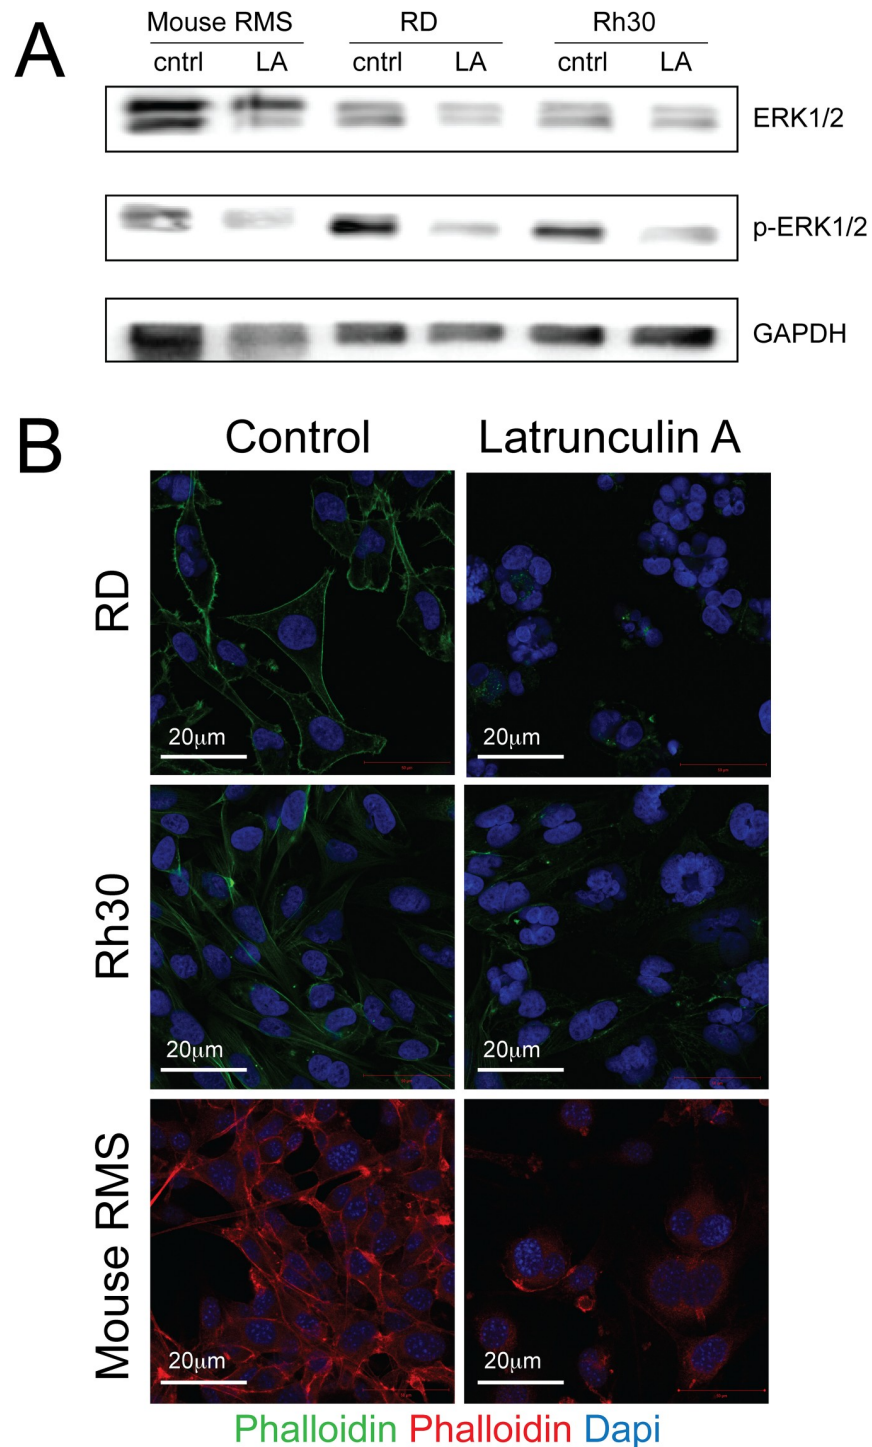 A
Mouse RMS RD Rh30
cntrl LA cntrl LA cntrl LA
ERK1/2
p-ERK1/2
GAPDH
B
Control Latrunculin A
RD
20μm 20μm
Rh30
20μm 20μm
Mouse RMS
20μm 20μm
Phalloidin Phalloidin Dapi